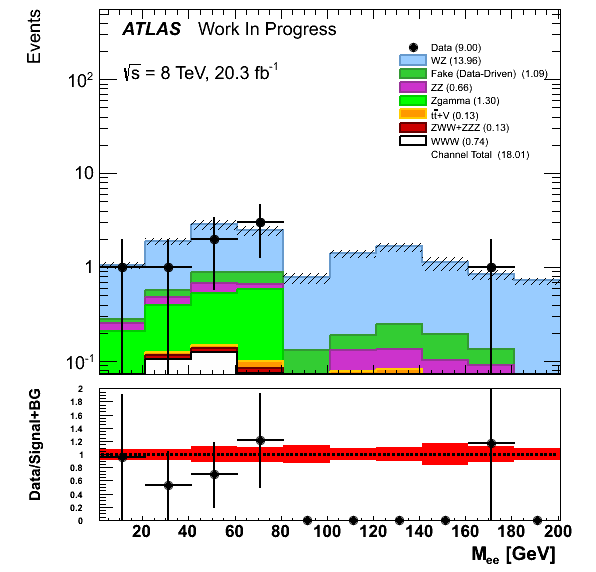 Events
ATLAS Work In Progress
√s = 8 TeV, 20.3 fb⁻¹
Data (9.00)
WZ (13.96)
Fake (Data-Driven) (1.09)
ZZ (0.66)
Zgamma (1.30)
tt̄+V (0.13)
ZWW+ZZZ (0.13)
WWW (0.74)
Channel Total (18.01)
10²
10
1
10⁻¹
Data/Signal+BG
2
1.8
1.6
1.4
1.2
1
0.8
0.6
0.4
0.2
0
20 40 60 80 100 120 140 160 180 200
M_ee [GeV]